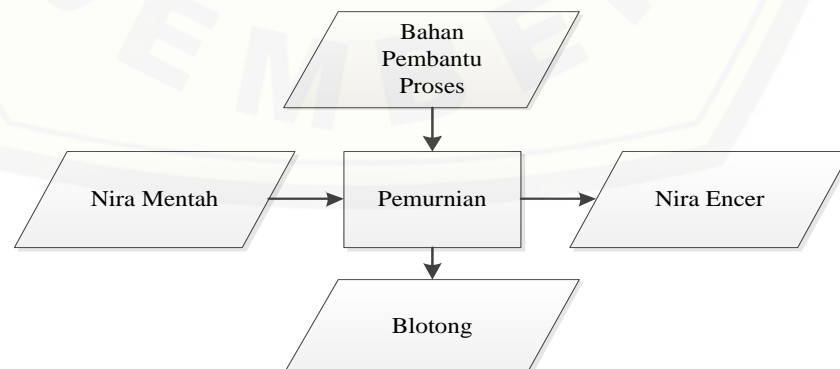 Bahan
Pembantu
Proses
Nira Mentah
Pemurnian
Nira Encer
Blotong